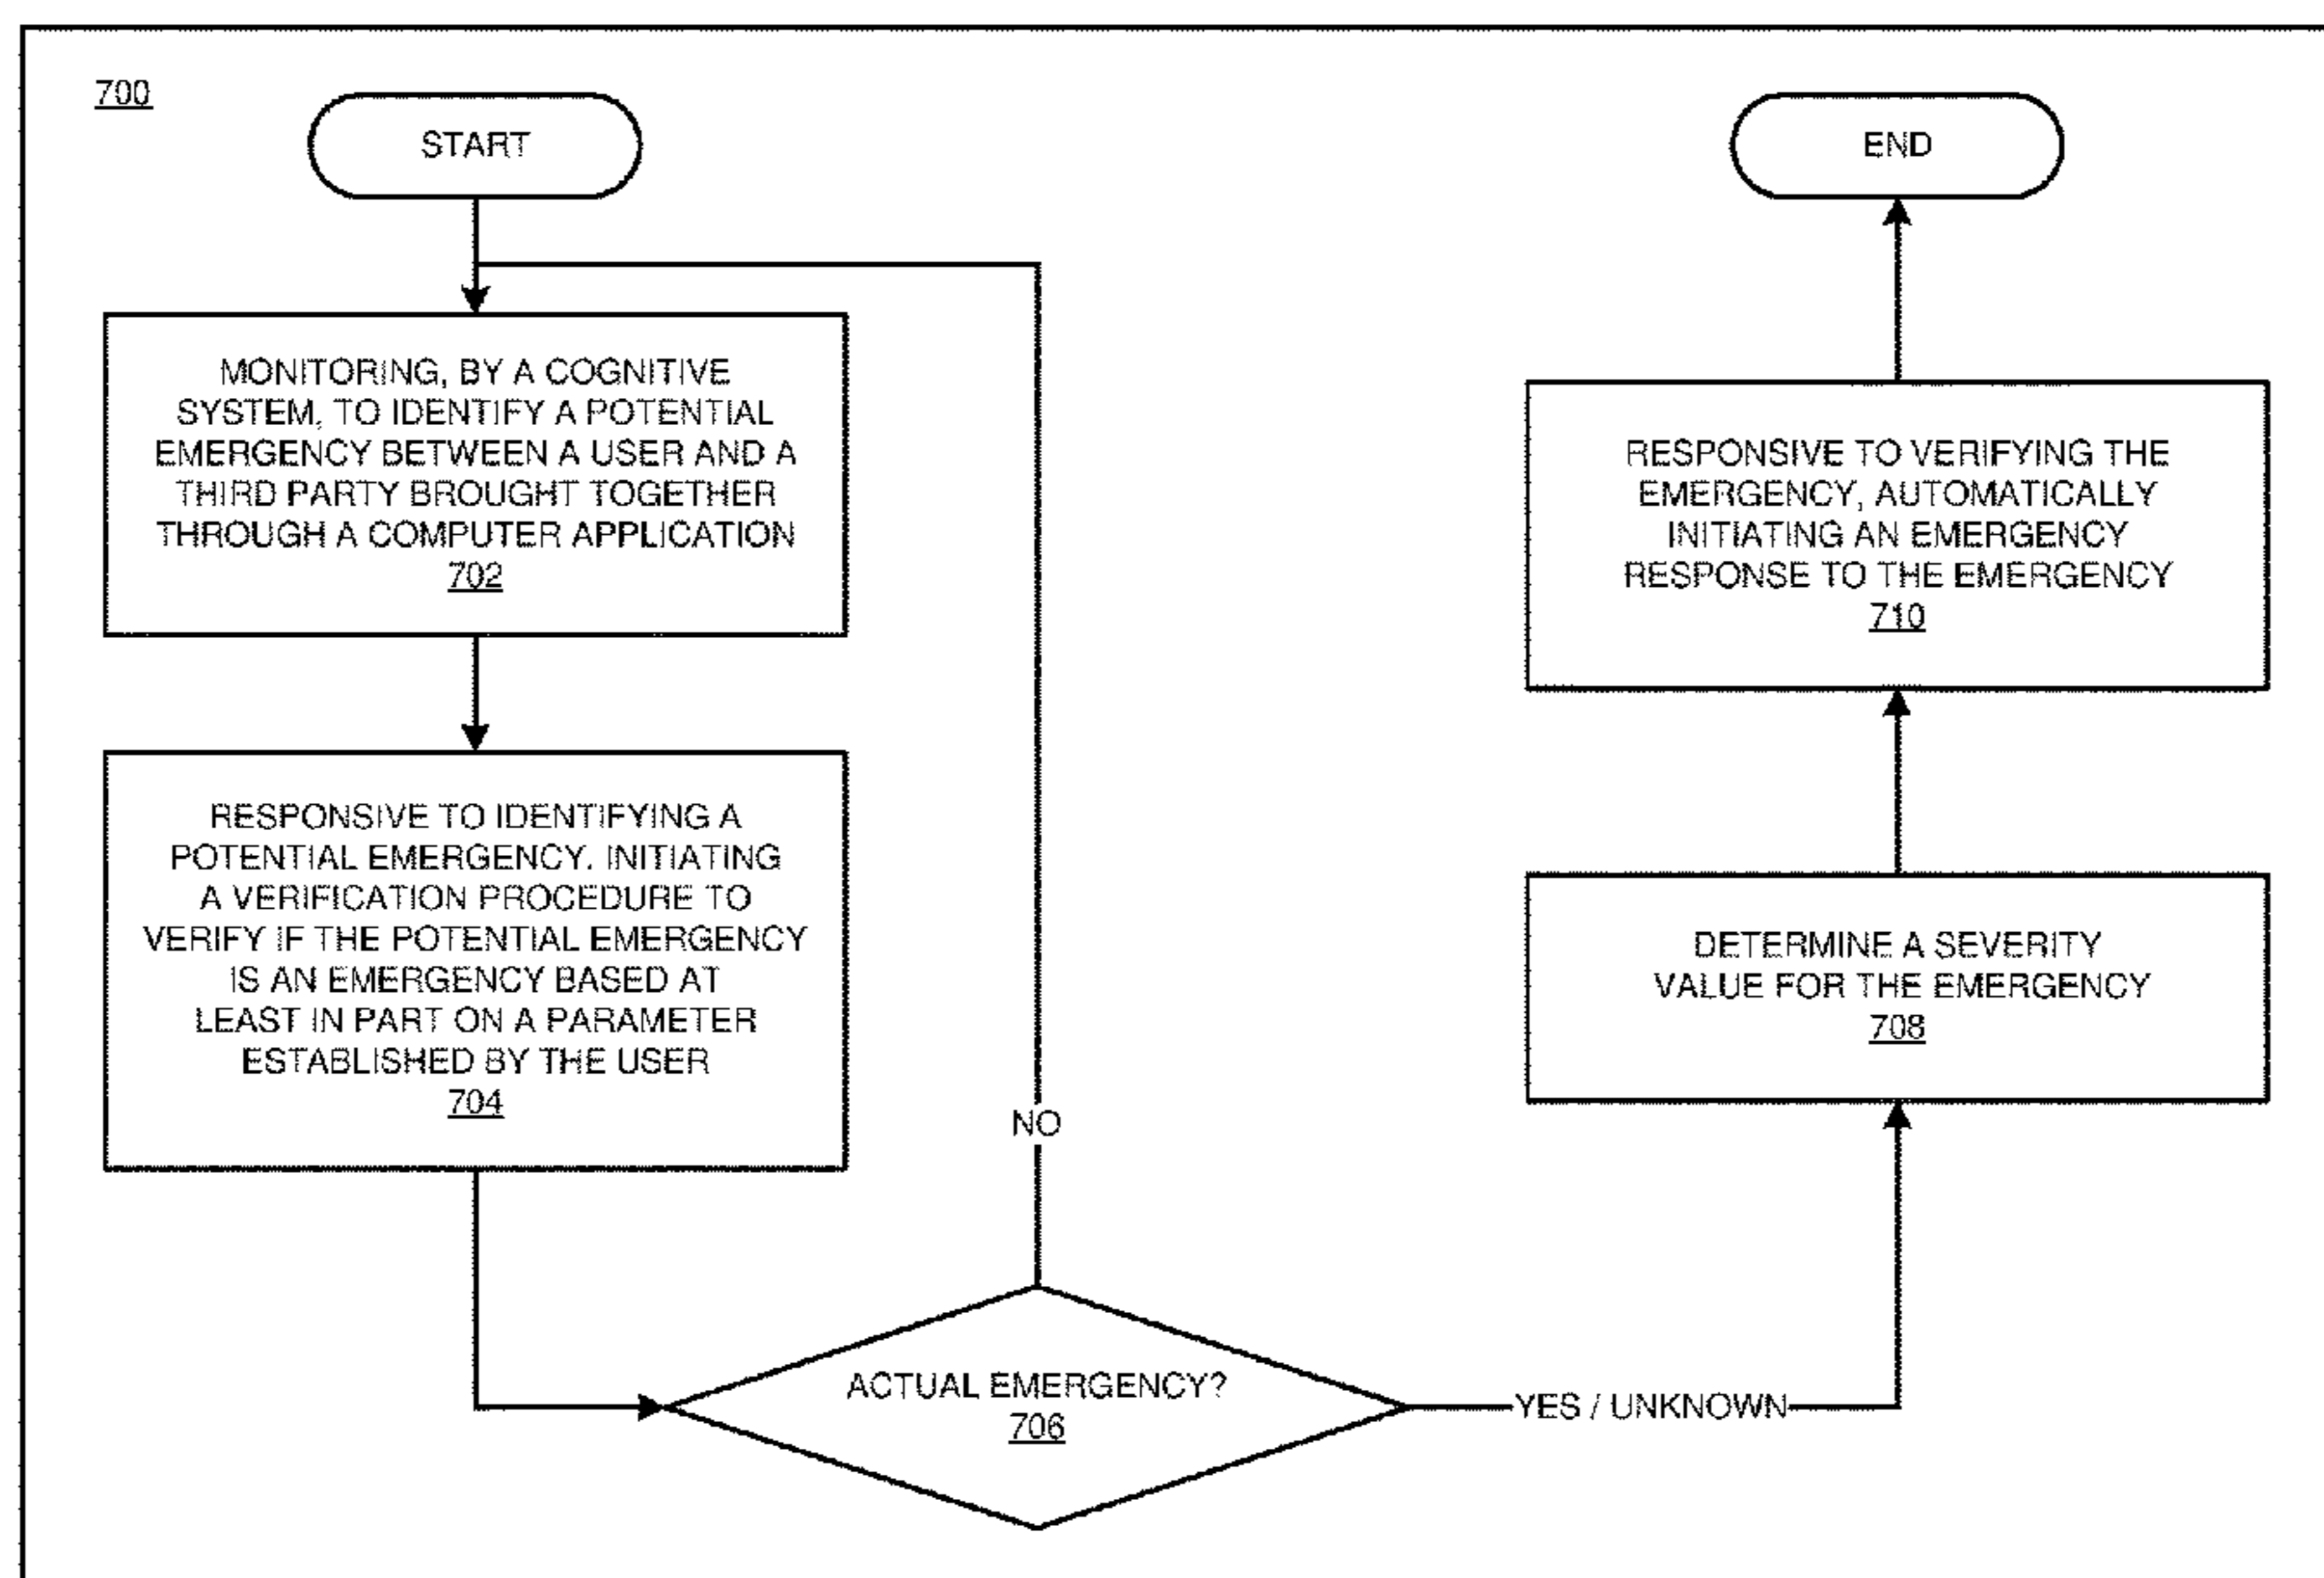 700
START
MONITORING, BY A COGNITIVE
SYSTEM, TO IDENTIFY A POTENTIAL
EMERGENCY BETWEEN A USER AND A
THIRD PARTY BROUGHT TOGETHER
THROUGH A COMPUTER APPLICATION
702
RESPONSIVE TO IDENTIFYING A
POTENTIAL EMERGENCY, INITIATING
A VERIFICATION PROCEDURE TO
VERIFY IF THE POTENTIAL EMERGENCY
IS AN EMERGENCY BASED AT
LEAST IN PART ON A PARAMETER
ESTABLISHED BY THE USER
704
ACTUAL EMERGENCY?
706
NO
YES / UNKNOWN
DETERMINE A SEVERITY
VALUE FOR THE EMERGENCY
708
RESPONSIVE TO VERIFYING THE
EMERGENCY, AUTOMATICALLY
INITIATING AN EMERGENCY
RESPONSE TO THE EMERGENCY
710
END